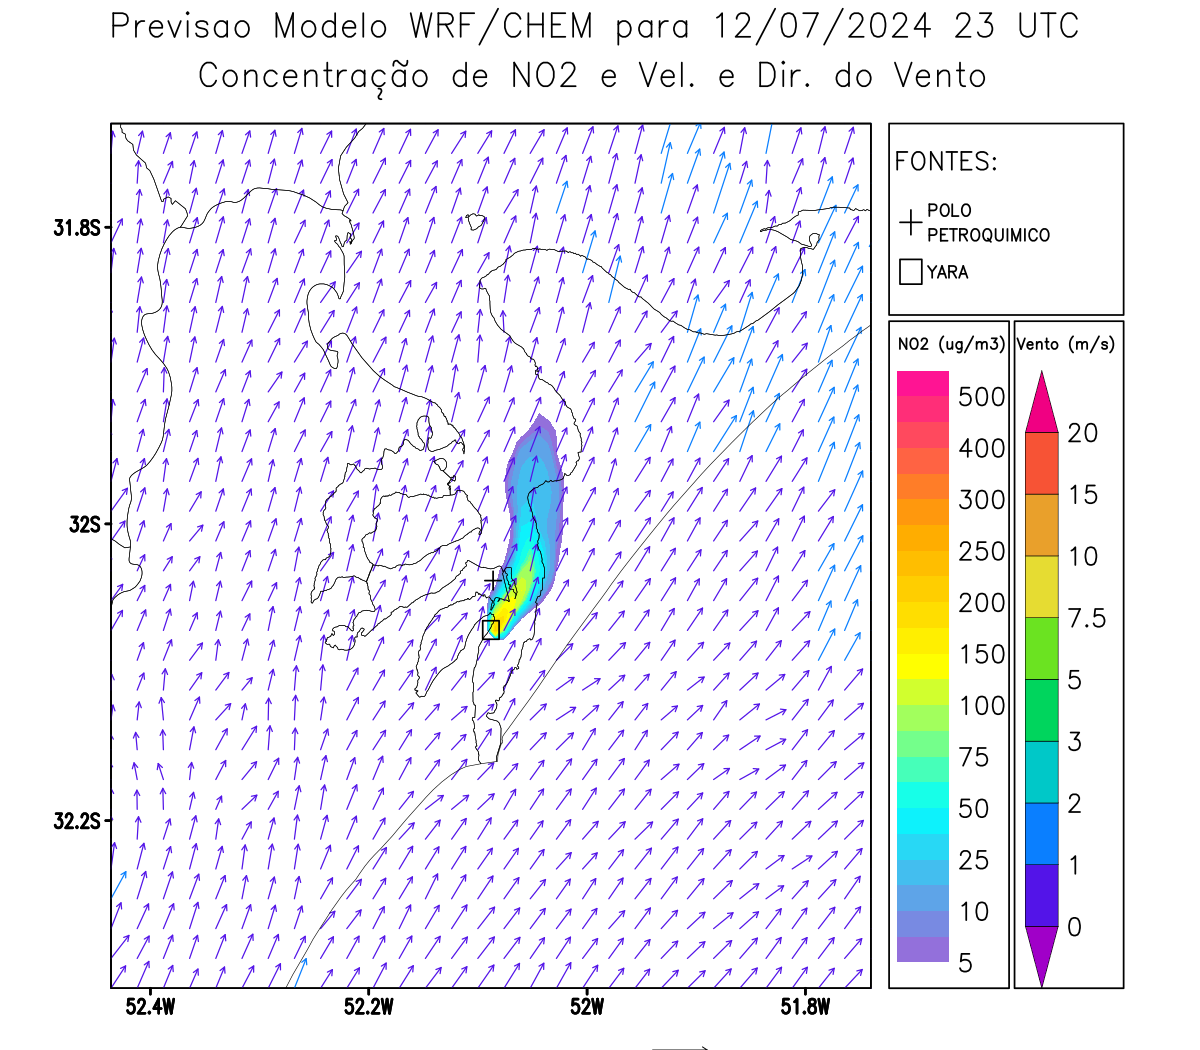 Previsao Modelo WRF/CHEM para 12/07/2024 23 UTC
Concentração de NO2 e Vel. e Dir. do Vento
FONTES:
POLO
PETROQUIMICO
YARA
NO2 (ug/m3)
500
400
300
250
200
150
100
75
50
25
10
5
Vento (m/s)
20
15
10
7.5
5
3
2
1
0
31.8S
32S
32.2S
52.4W
52.2W
52W
51.8W